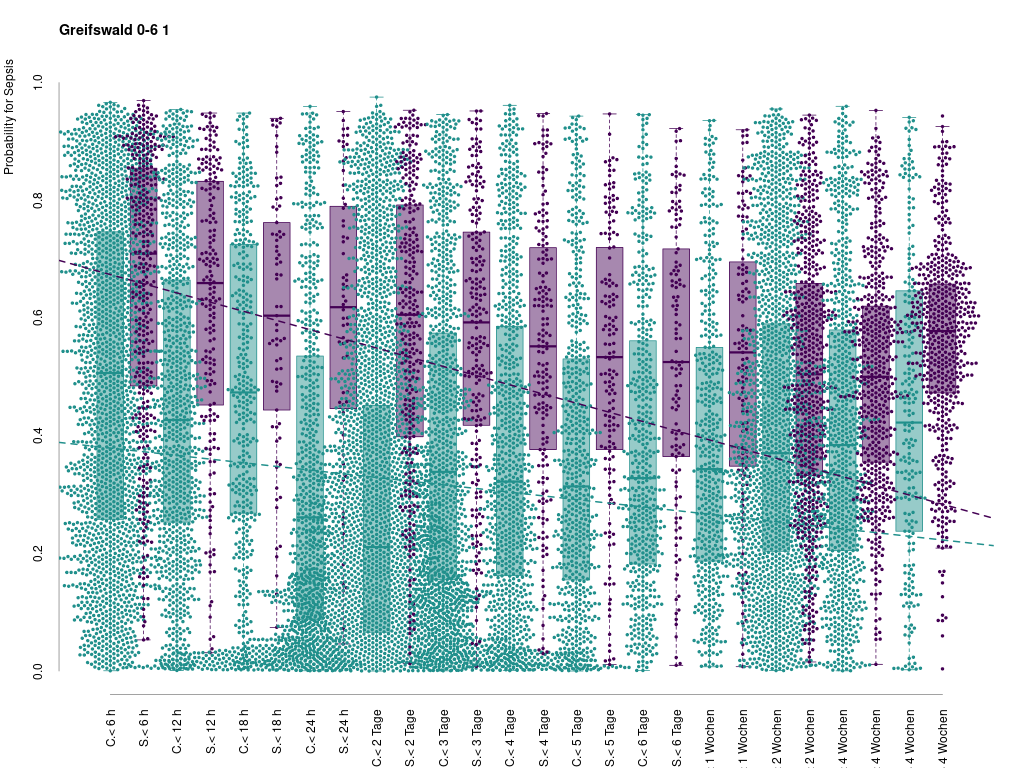 Greifswald 0-6 1
Probability for Sepsis
1.0
0.8
0.6
0.4
0.2
0.0
C.< 6 h
S.< 6 h
C.< 12 h
S.< 12 h
C.< 18 h
S.< 18 h
C.< 24 h
S.< 24 h
C.< 2 Tage
S.< 2 Tage
C.< 3 Tage
S.< 3 Tage
C.< 4 Tage
S.< 4 Tage
C.< 5 Tage
S.< 5 Tage
C.< 6 Tage
S.< 6 Tage
1 Wochen
1 Wochen
2 Wochen
2 Wochen
4 Wochen
4 Wochen
4 Wochen
4 Wochen